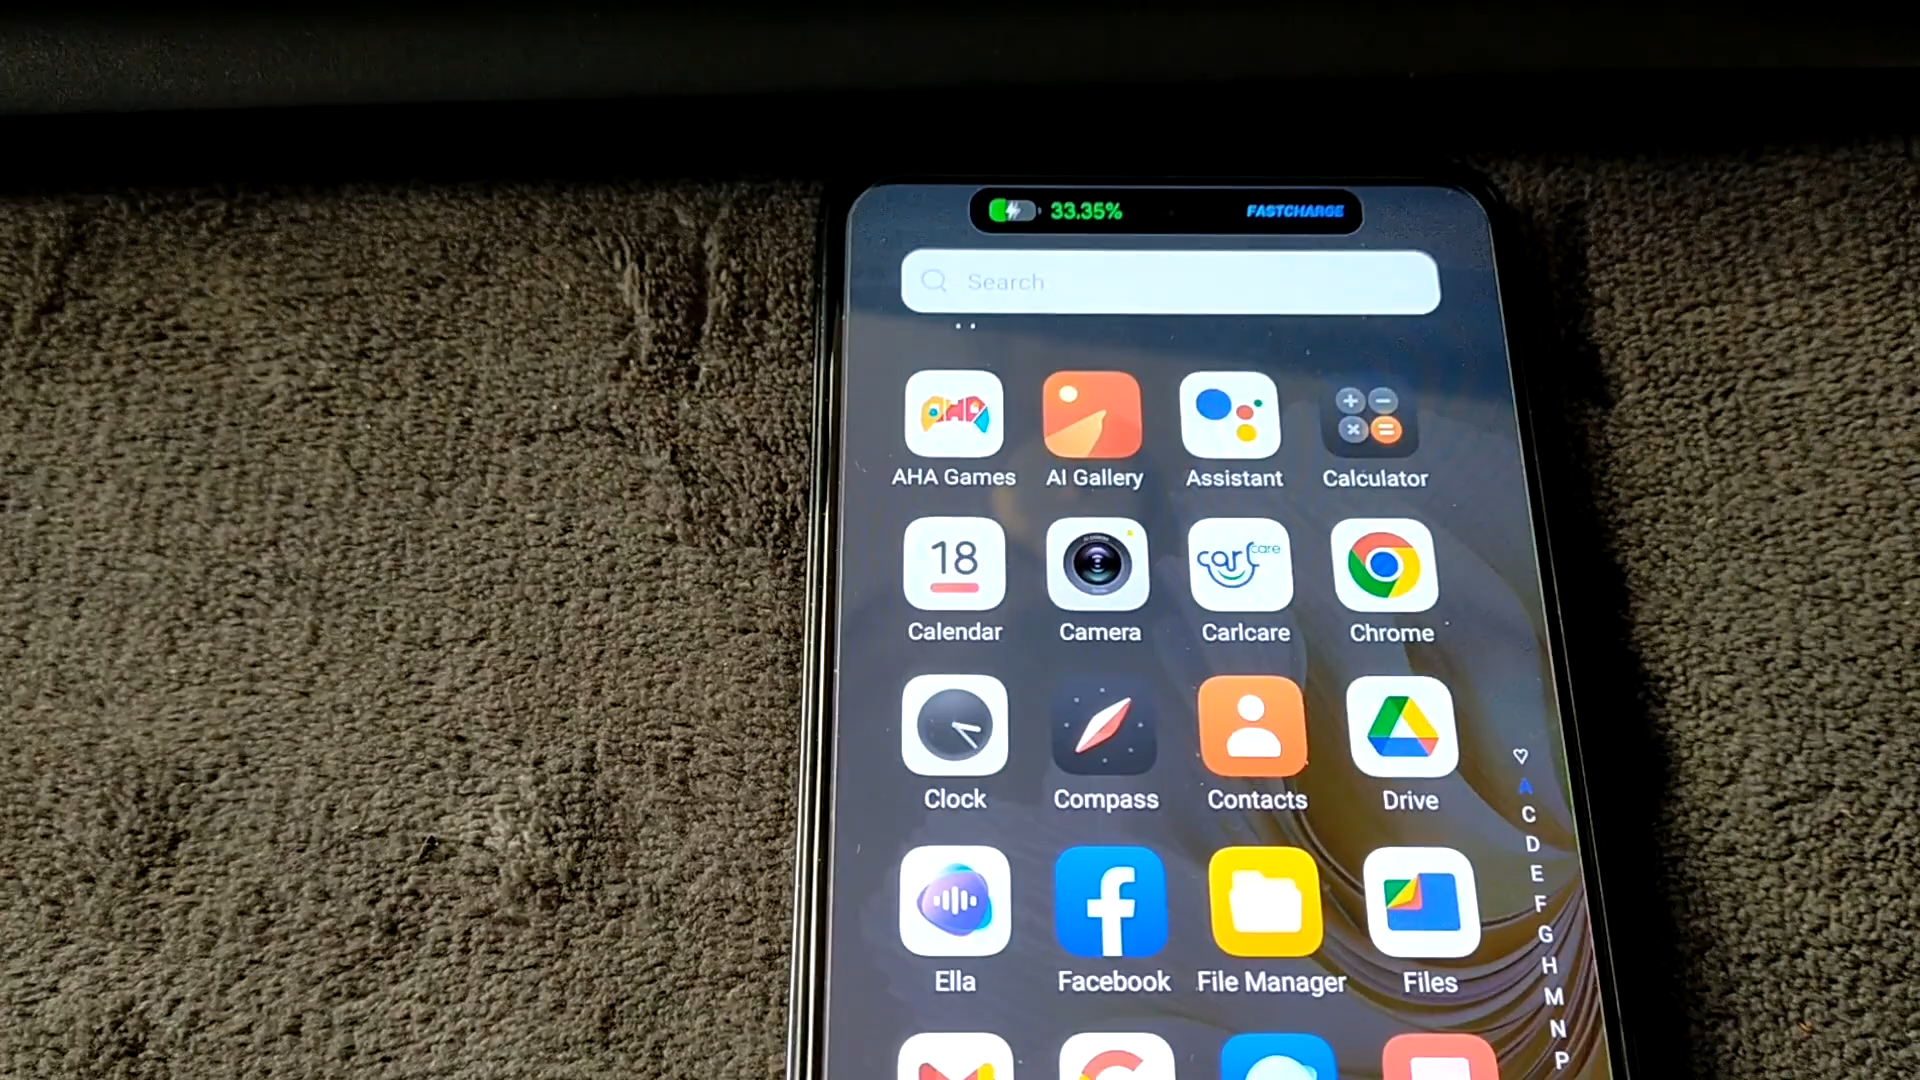 33.35% FASTCHARGE
Search
AHA Games AI Gallery Assistant Calculator
18 carlcare
Calendar Camera Carlcare Chrome
Clock Compass Contacts Drive
Ella Facebook File Manager Files
A
C
D
E
F
G
H
M
N
P